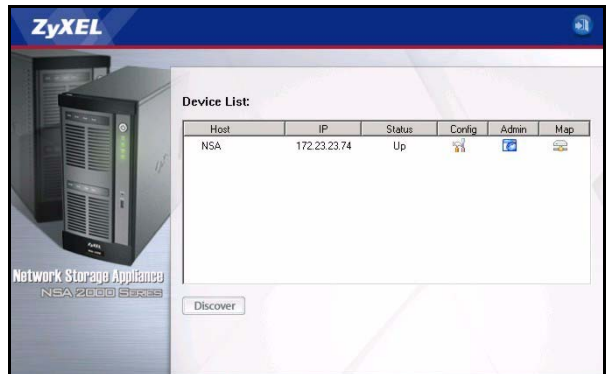 ZyXEL
Device List:
Host IP Status Config Admin Map
NSA 172.23.23.74 Up
Network Storage Appliance
NSA 2000 SERIES
Discover